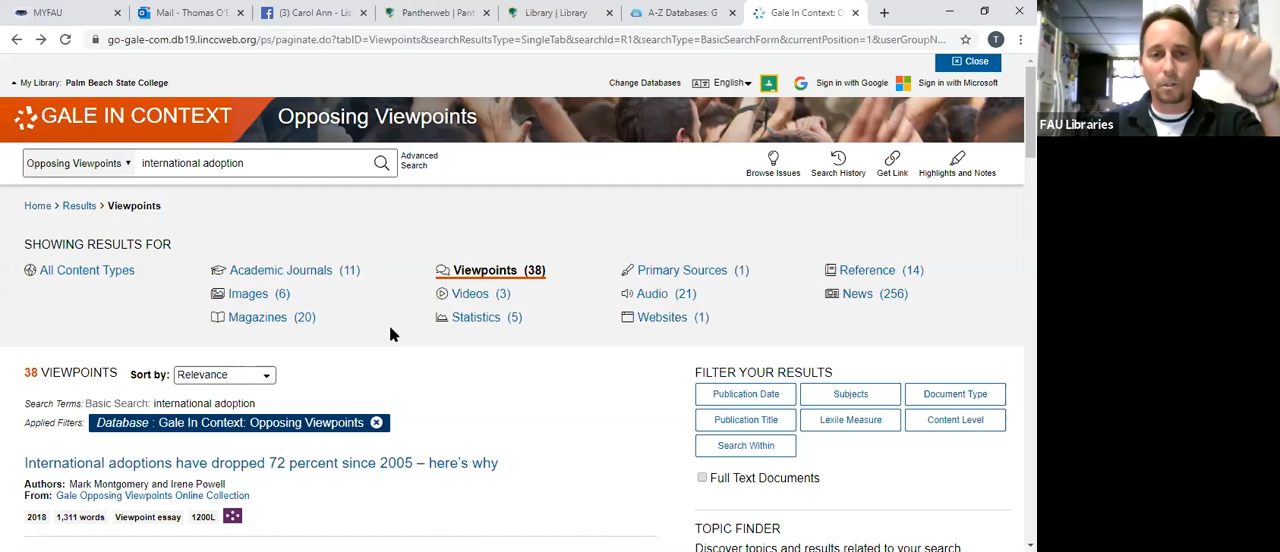 MYFAU
Mail - Thomas O'B
(3) Carol Ann - Lis
Pantherweb | Pant
Library | Library
A-Z Databases: G
Gale In Context: O
go-gale-com.db19.linccweb.org/ps/paginate.do?tabID=Viewpoints&searchResultsType=SingleTab&searchId=R1&searchType=BasicSearchForm&currentPosition=1&userGroupN...
T
Close
My Library: Palm Beach State College
Change Databases
English
Sign in with Google
Sign in with Microsoft
FAU Libraries
GALE IN CONTEXT
Opposing Viewpoints
Opposing Viewpoints
international adoption
Advanced
Search
Browse Issues
Search History
Get Link
Highlights and Notes
Home > Results > Viewpoints
SHOWING RESULTS FOR
All Content Types
Academic Journals (11)
Viewpoints (38)
Primary Sources (1)
Reference (14)
Images (6)
Videos (3)
Audio (21)
News (256)
Magazines (20)
Statistics (5)
Websites (1)
38 VIEWPOINTS
Sort by: Relevance
Search Terms: Basic Search: international adoption
Applied Filters: Database : Gale In Context: Opposing Viewpoints
International adoptions have dropped 72 percent since 2005 – here's why
Authors: Mark Montgomery and Irene Powell
From: Gale Opposing Viewpoints Online Collection
2018 1,311 words Viewpoint essay 1200L
FILTER YOUR RESULTS
Publication Date
Subjects
Document Type
Publication Title
Lexile Measure
Content Level
Search Within
Full Text Documents
TOPIC FINDER
Discover topics and results related to your search